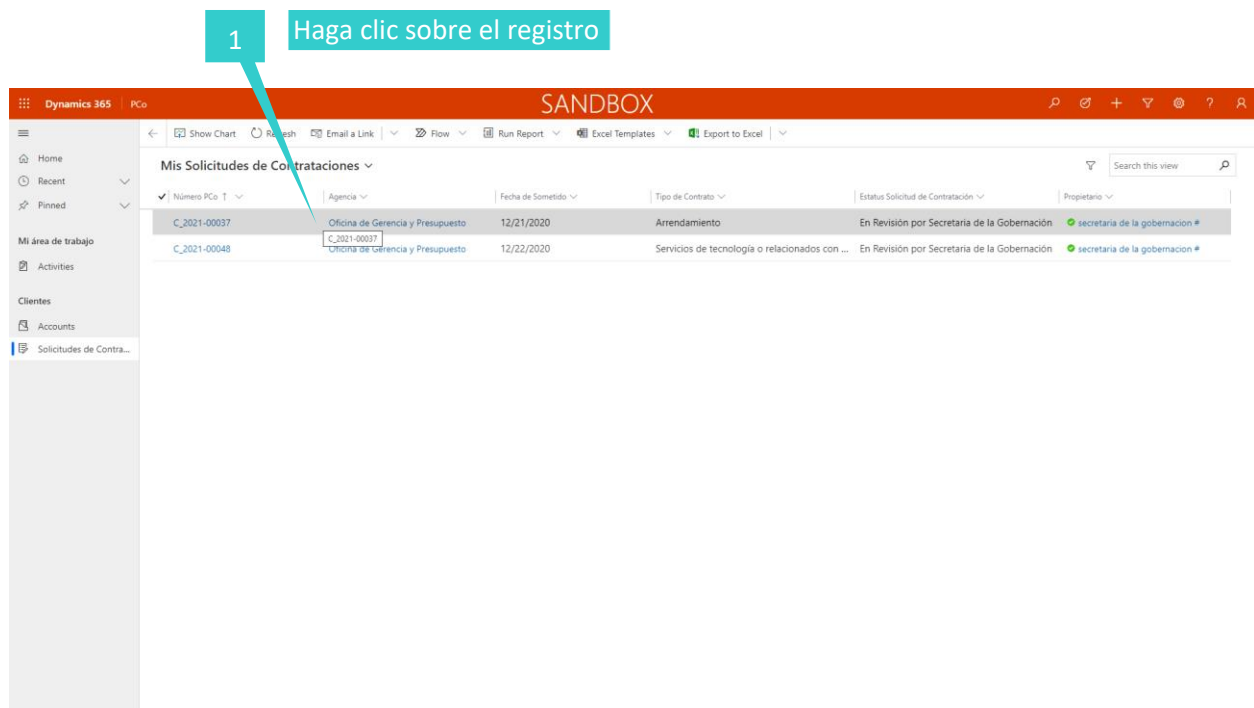 1
Haga clic sobre el registro
Dynamics 365 PCo
SANDBOX
Show Chart Email a Link Flow Run Report Excel Templates Export to Excel
Home
Recent
Pinned
Mi área de trabajo
Activities
Clientes
Accounts
Solicitudes de Contra...
Mis Solicitudes de Contrataciones
Search this view
Número PCo ↑ Agencia Fecha de Sometido Tipo de Contrato Estatus Solicitud de Contratación Propietario
C_2021-00037 Oficina de Gerencia y Presupuesto 12/21/2020 Arrendamiento En Revisión por Secretaria de la Gobernación secretaria de la gobernacion #
C_2021-00037
C_2021-00048 Oficina de Gerencia y Presupuesto 12/22/2020 Servicios de tecnología o relacionados con ... En Revisión por Secretaria de la Gobernación secretaria de la gobernacion #